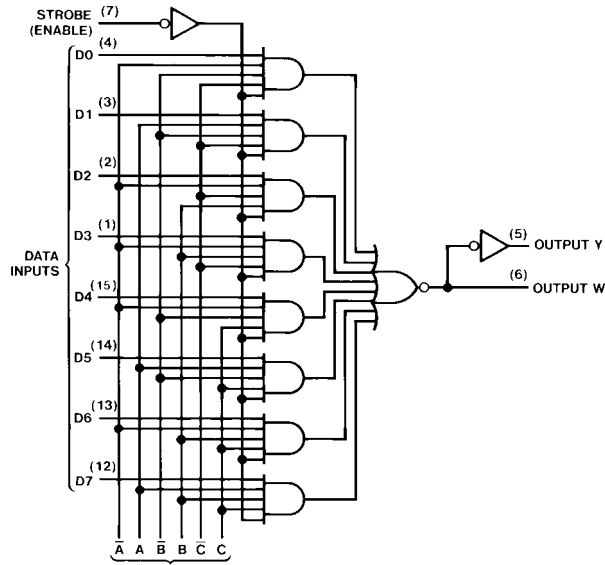 STROBE (7)
(ENABLE)
D0 (4)
D1 (3)
D2 (2)
D3 (1)
DATA
INPUTS
D4 (15)
D5 (14)
D6 (13)
D7 (12)
(5)
OUTPUT Y
(6)
OUTPUT W
A̅ A B̅ B C̅ C